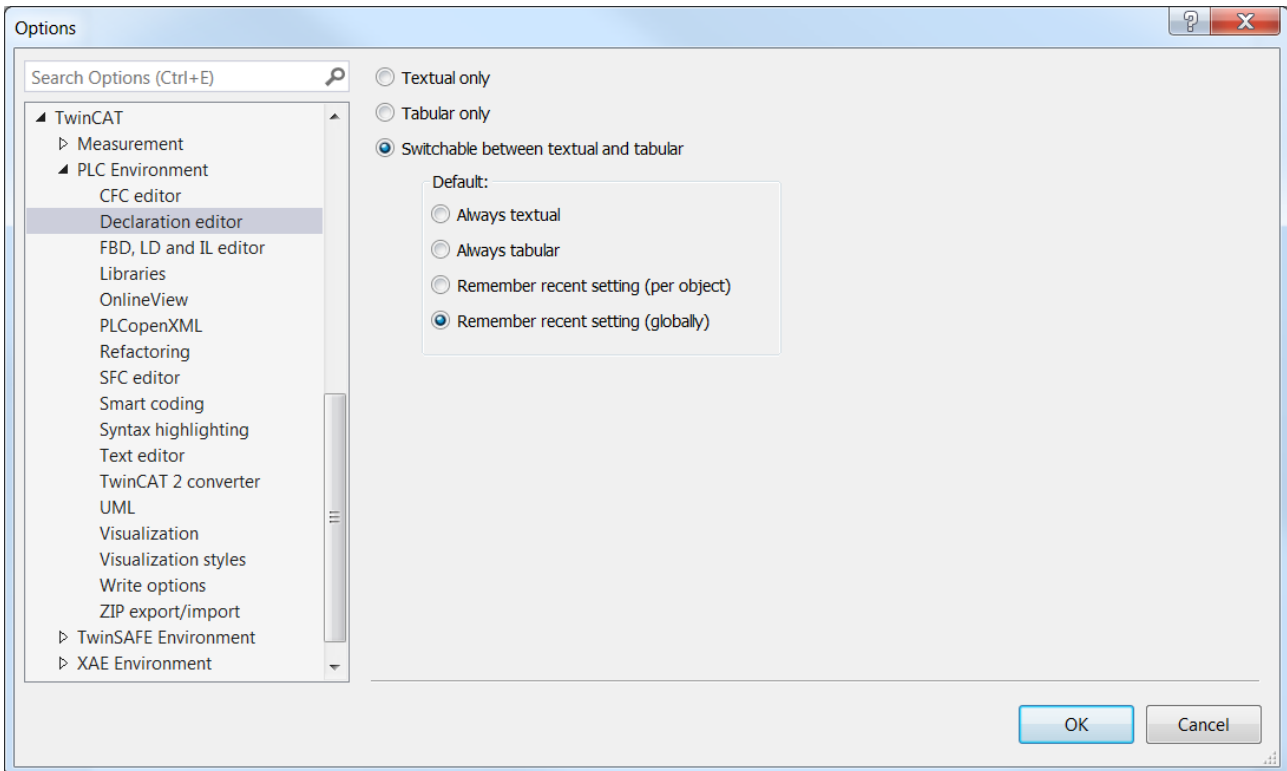 Options
Search Options (Ctrl+E)
TwinCAT
Measurement
PLC Environment
CFC editor
Declaration editor
FBD, LD and IL editor
Libraries
OnlineView
PLCopenXML
Refactoring
SFC editor
Smart coding
Syntax highlighting
Text editor
TwinCAT 2 converter
UML
Visualization
Visualization styles
Write options
ZIP export/import
TwinSAFE Environment
XAE Environment
Textual only
Tabular only
Switchable between textual and tabular
Default:
Always textual
Always tabular
Remember recent setting (per object)
Remember recent setting (globally)
OK
Cancel